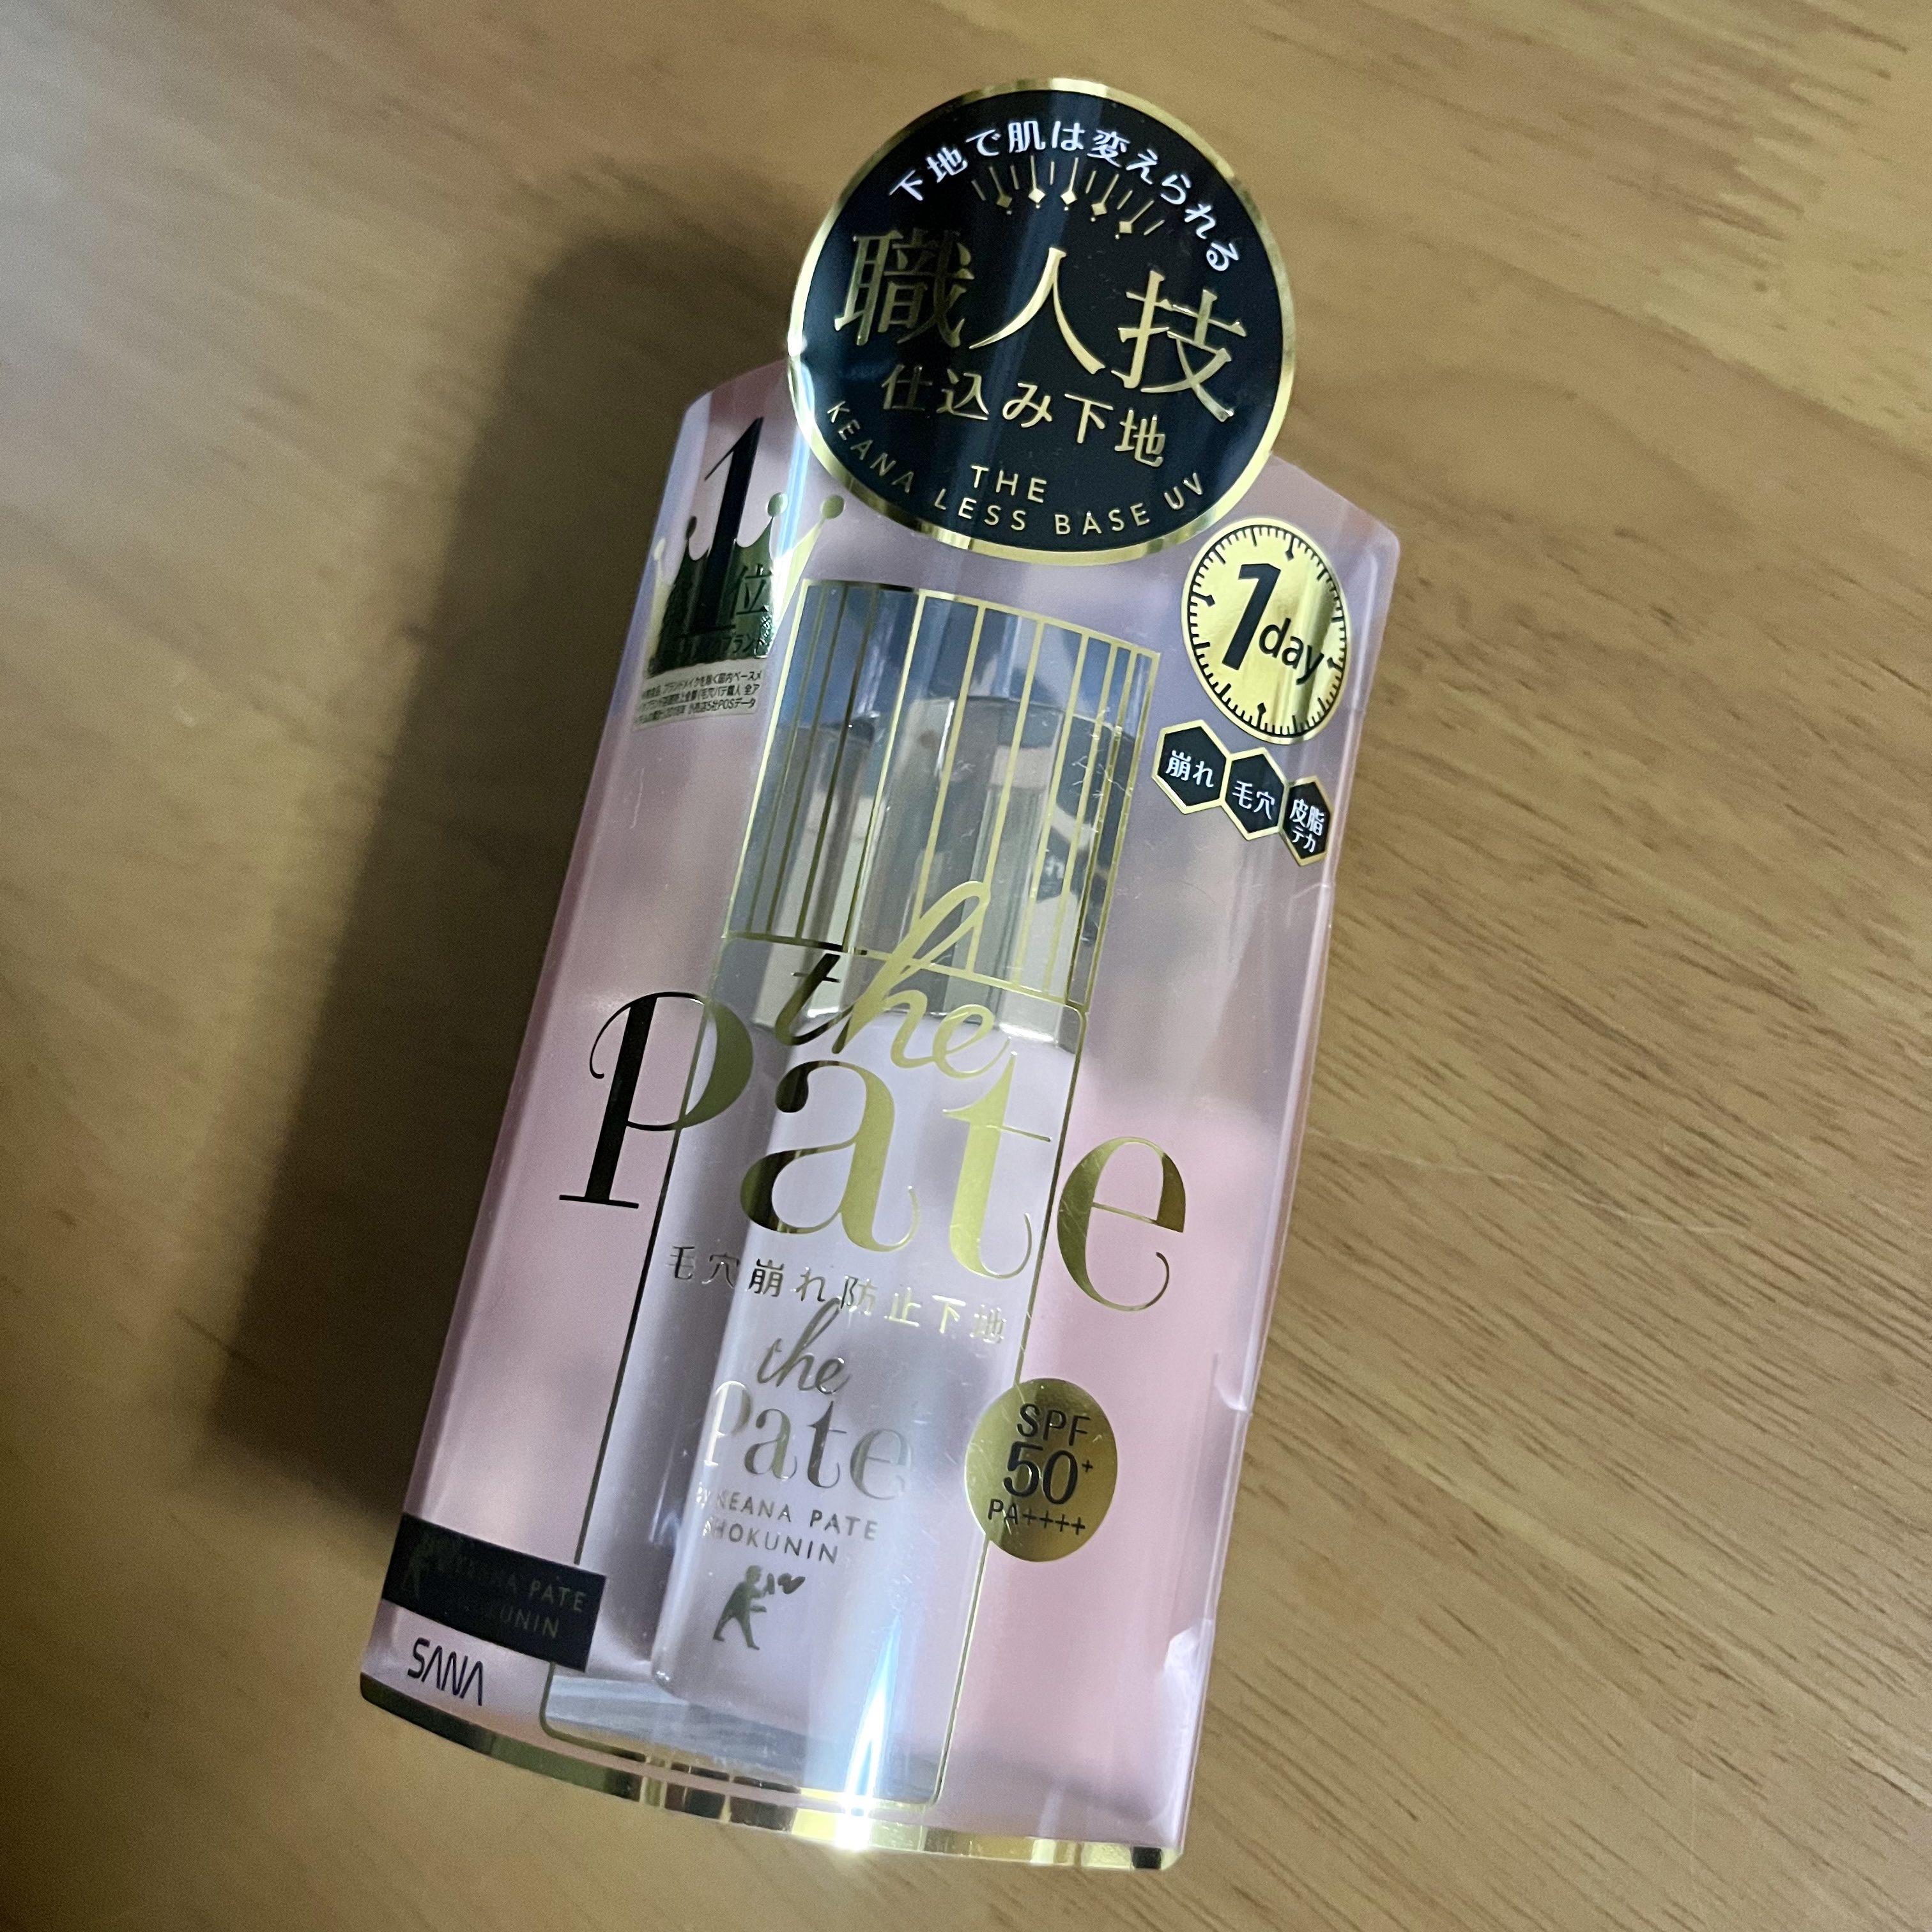 下地で肌は変えられる
職人技
仕込み下地
THE
KEANA LESS BASE UV
1
位
1day
崩れ
毛穴
皮脂
テカ
the
Pate
毛穴崩れ防止下地
the
Pate
KEANA PATE
SHOKUNIN
SPF
50+
PA++++
PATE
SANA